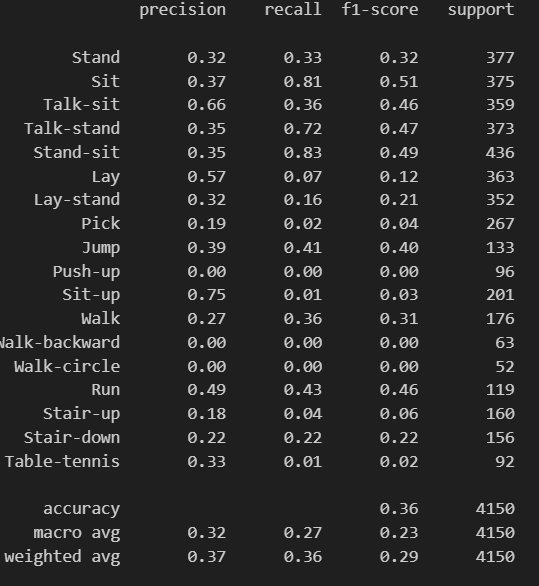 precision recall f1-score support
Stand 0.32 0.33 0.32 377
Sit 0.37 0.81 0.51 375
Talk-sit 0.66 0.36 0.46 359
Talk-stand 0.35 0.72 0.47 373
Stand-sit 0.35 0.83 0.49 436
Lay 0.57 0.07 0.12 363
Lay-stand 0.32 0.16 0.21 352
Pick 0.19 0.02 0.04 267
Jump 0.39 0.41 0.40 133
Push-up 0.00 0.00 0.00 96
Sit-up 0.75 0.01 0.03 201
Walk 0.27 0.36 0.31 176
Walk-backward 0.00 0.00 0.00 63
Walk-circle 0.00 0.00 0.00 52
Run 0.49 0.43 0.46 119
Stair-up 0.18 0.04 0.06 160
Stair-down 0.22 0.22 0.22 156
Table-tennis 0.33 0.01 0.02 92
accuracy 0.36 4150
macro avg 0.32 0.27 0.23 4150
weighted avg 0.37 0.36 0.29 4150